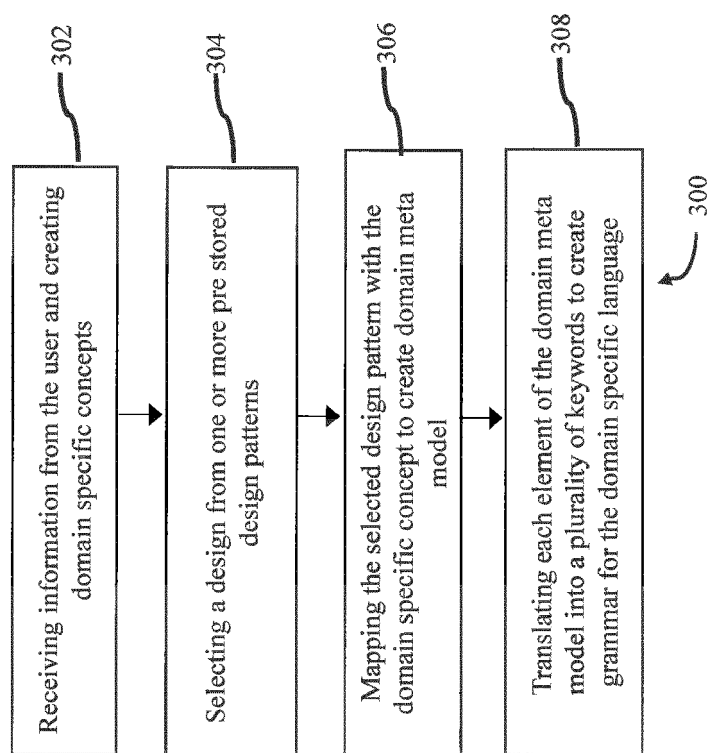 302
Receiving information from the user and creating
domain specific concepts
304
Selecting a design from one or more pre stored
design patterns
306
Mapping the selected design pattern with the
domain specific concept to create domain meta
model
308
Translating each element of the domain meta
model into a plurality of keywords to create
grammar for the domain specific language
300